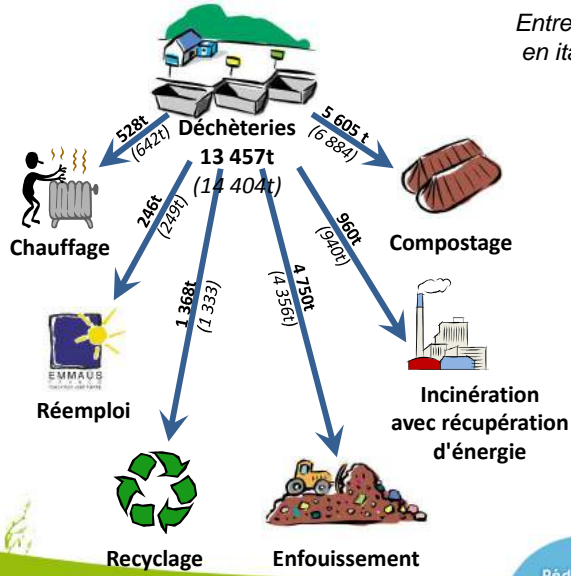 Entre
en ita
Déchèteries
13 457t
(14 404t)
528t
(642t)
5 605 t
(6 884)
Chauffage
246t
(249t)
1 368t
(1 333)
4 750t
(4 356t)
960t
(940t)
Compostage
EMMAUS
Réemploi
Incinération
avec récupération
d'énergie
Recyclage
Enfouissement